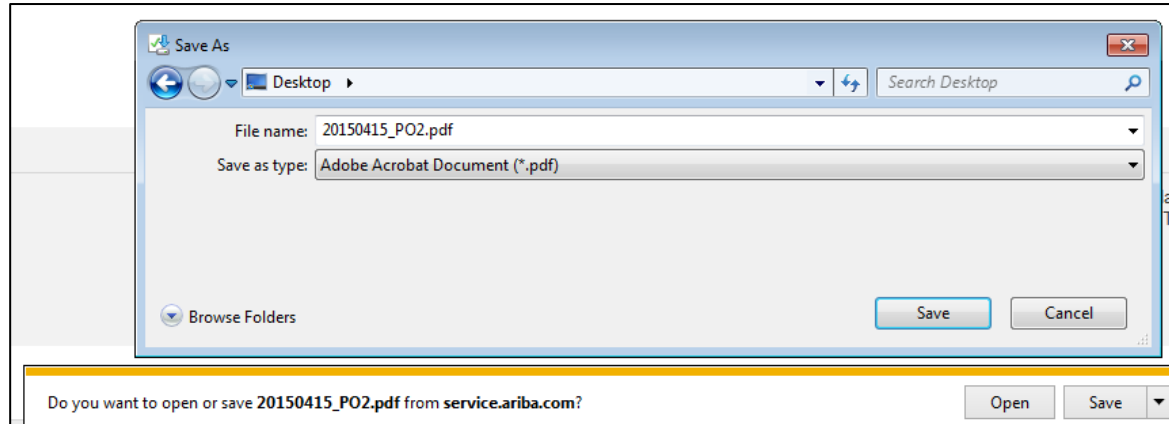 Save As
Desktop
Search Desktop
File name: 20150415_PO2.pdf
Save as type: Adobe Acrobat Document (*.pdf)
Browse Folders
Save Cancel
Do you want to open or save 20150415_PO2.pdf from service.ariba.com?
Open Save